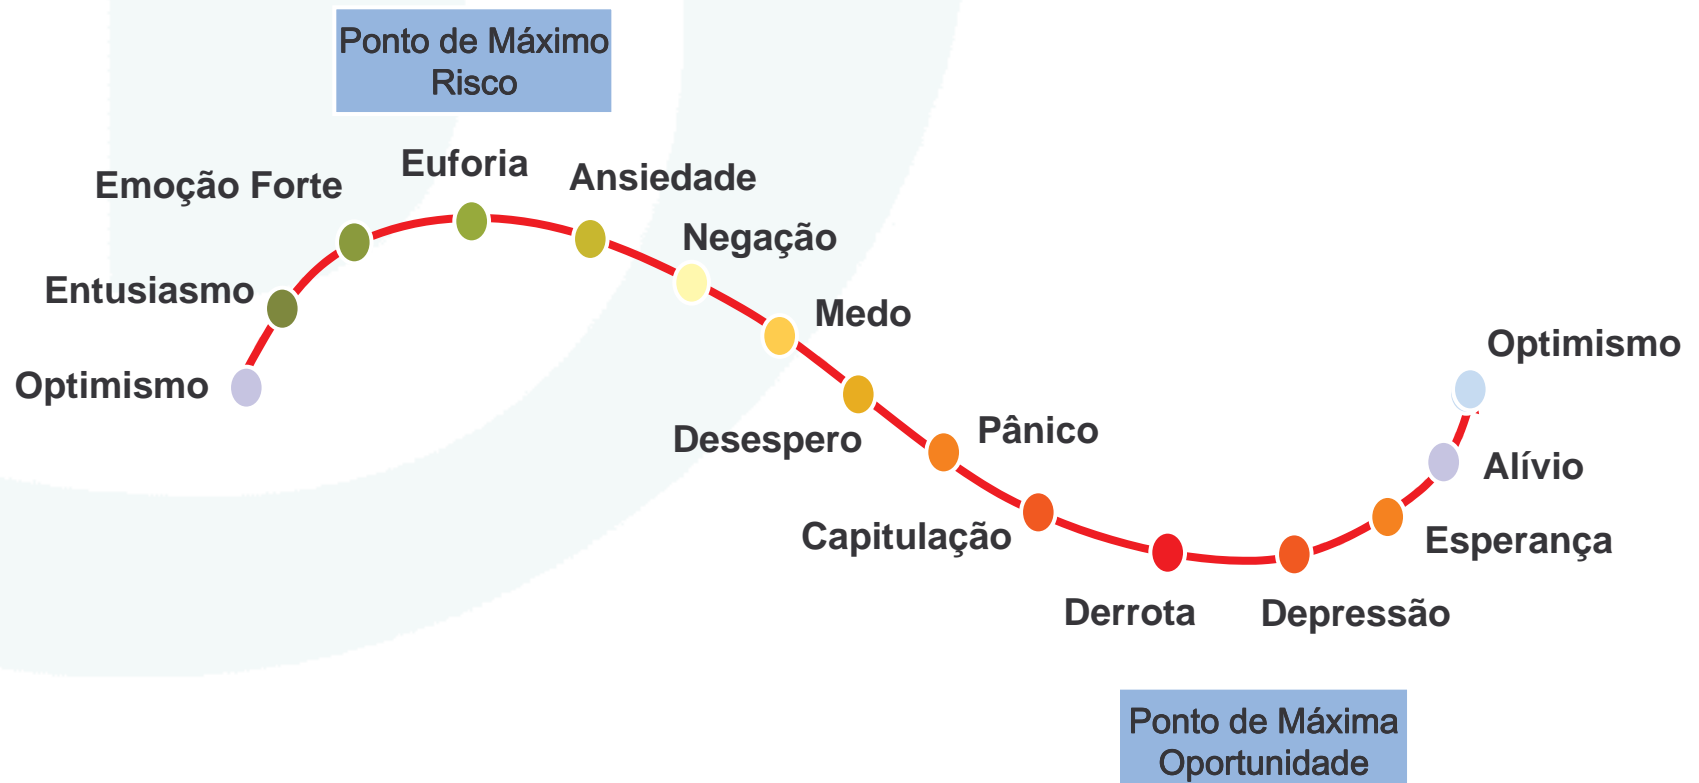 Ponto de Máximo
Risco
Euforia
Ansiedade
Emoção Forte
Negação
Entusiasmo
Medo
Optimismo
Optimismo
Desespero
Pânico
Alívio
Capitulação
Esperança
Derrota
Depressão
Ponto de Máxima
Oportunidade